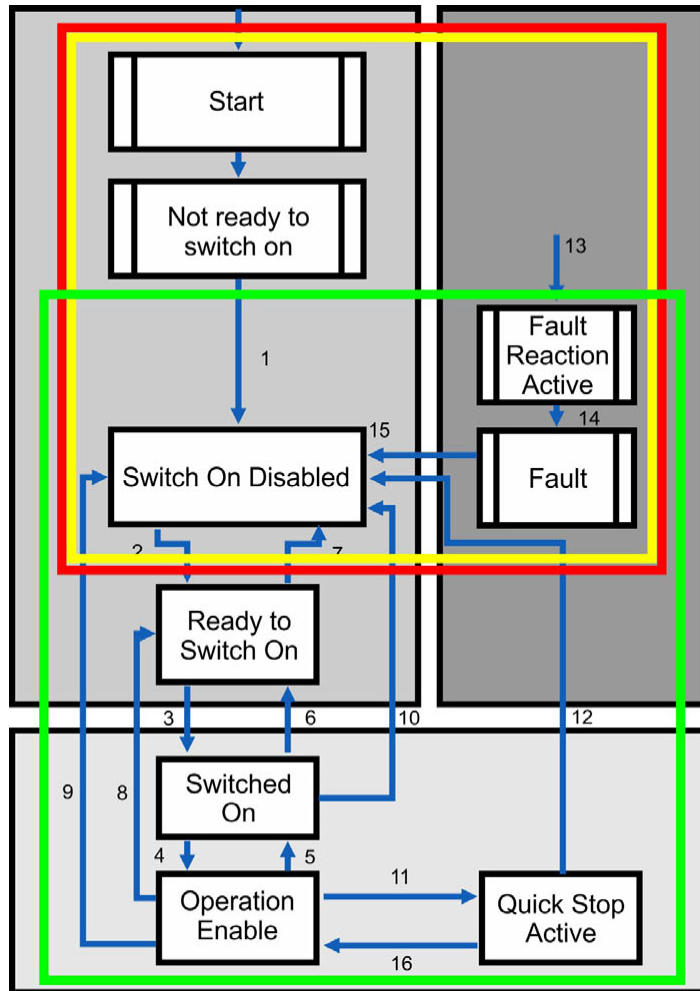 Start
Not ready to
switch on
13
Fault
Reaction
Active
1
14
15
Switch On Disabled
Fault
2
7
Ready to
Switch On
3
6
10
12
Switched
On
9
8
4
5
11
Operation
Enable
Quick Stop
Active
16